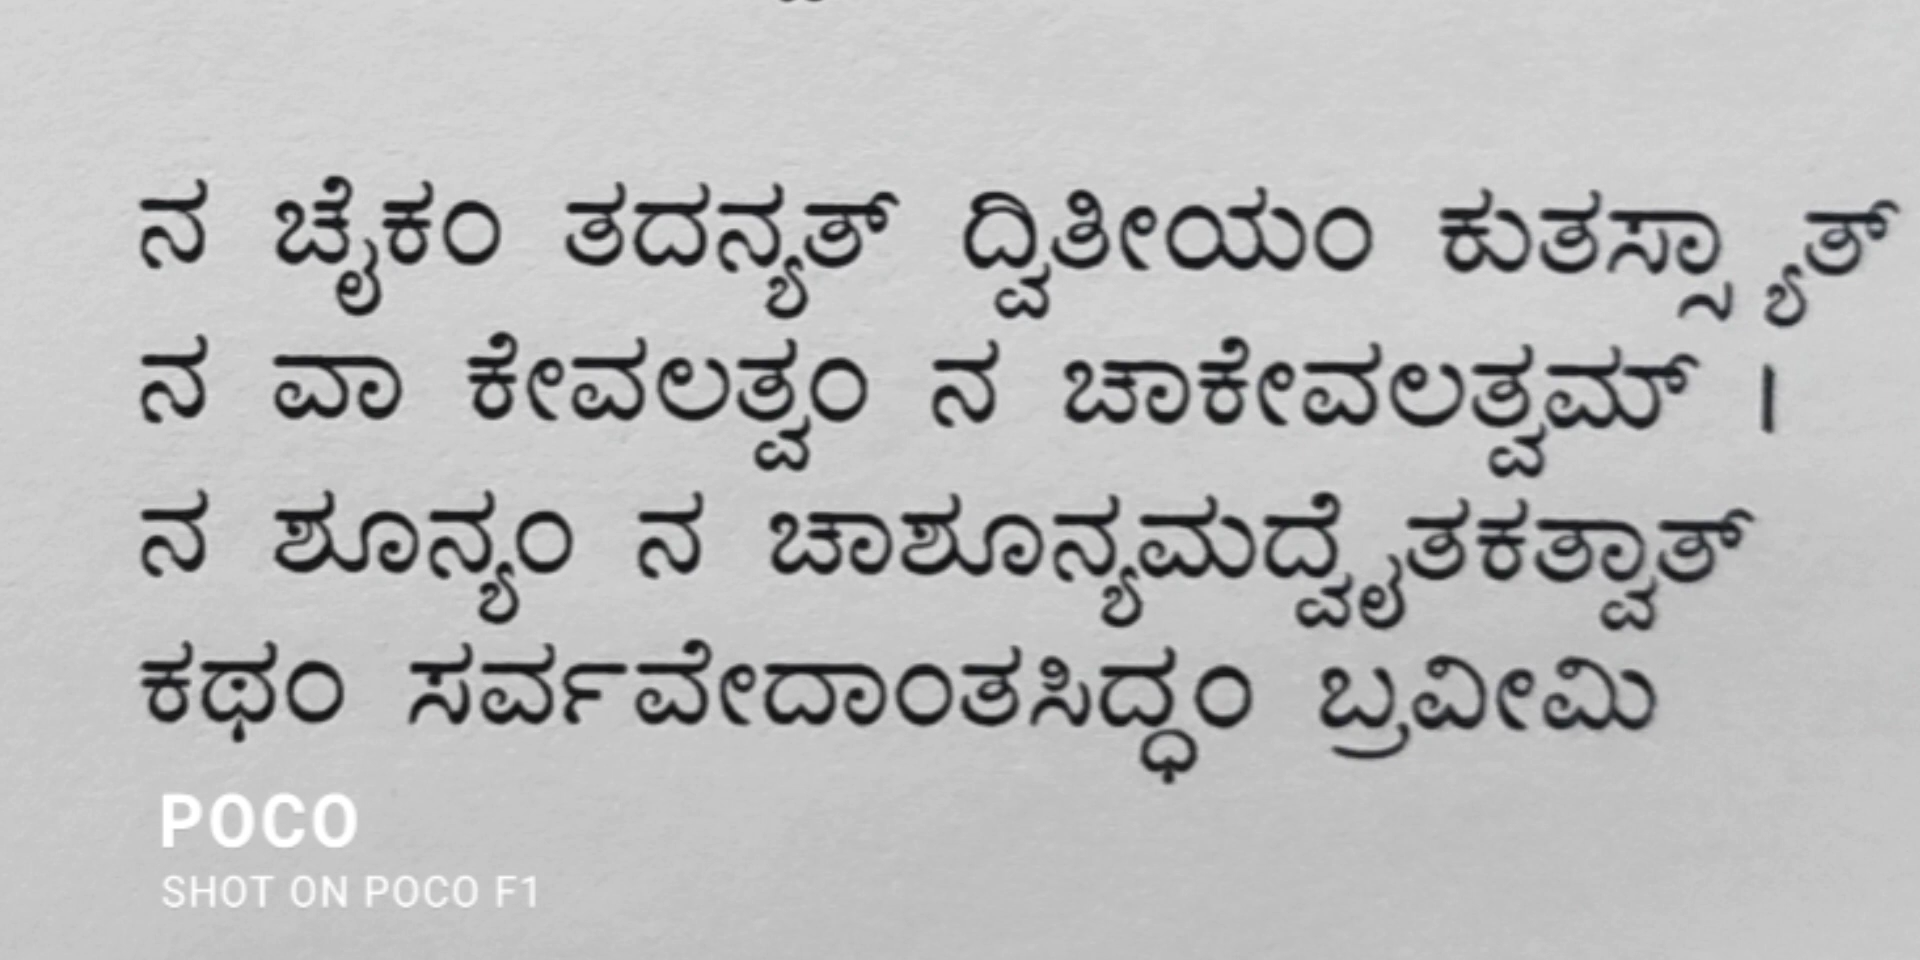 ನ ಚೈಕಂ ತದನ್ಯತ್ ದ್ವಿತೀಯಂ ಕುತಸ್ಸ್ಯಾತ್
ನ ವಾ ಕೇವಲತ್ವಂ ನ ಚಾಕೇವಲತ್ವಮ್ ।
ನ ಶೂನ್ಯಂ ನ ಚಾಶೂನ್ಯಮದ್ವೈತಕತ್ವಾತ್
ಕಥಂ ಸರ್ವವೇದಾಂತಸಿದ್ಧಂ ಬ್ರವೀಮಿ
POCO
SHOT ON POCO F1